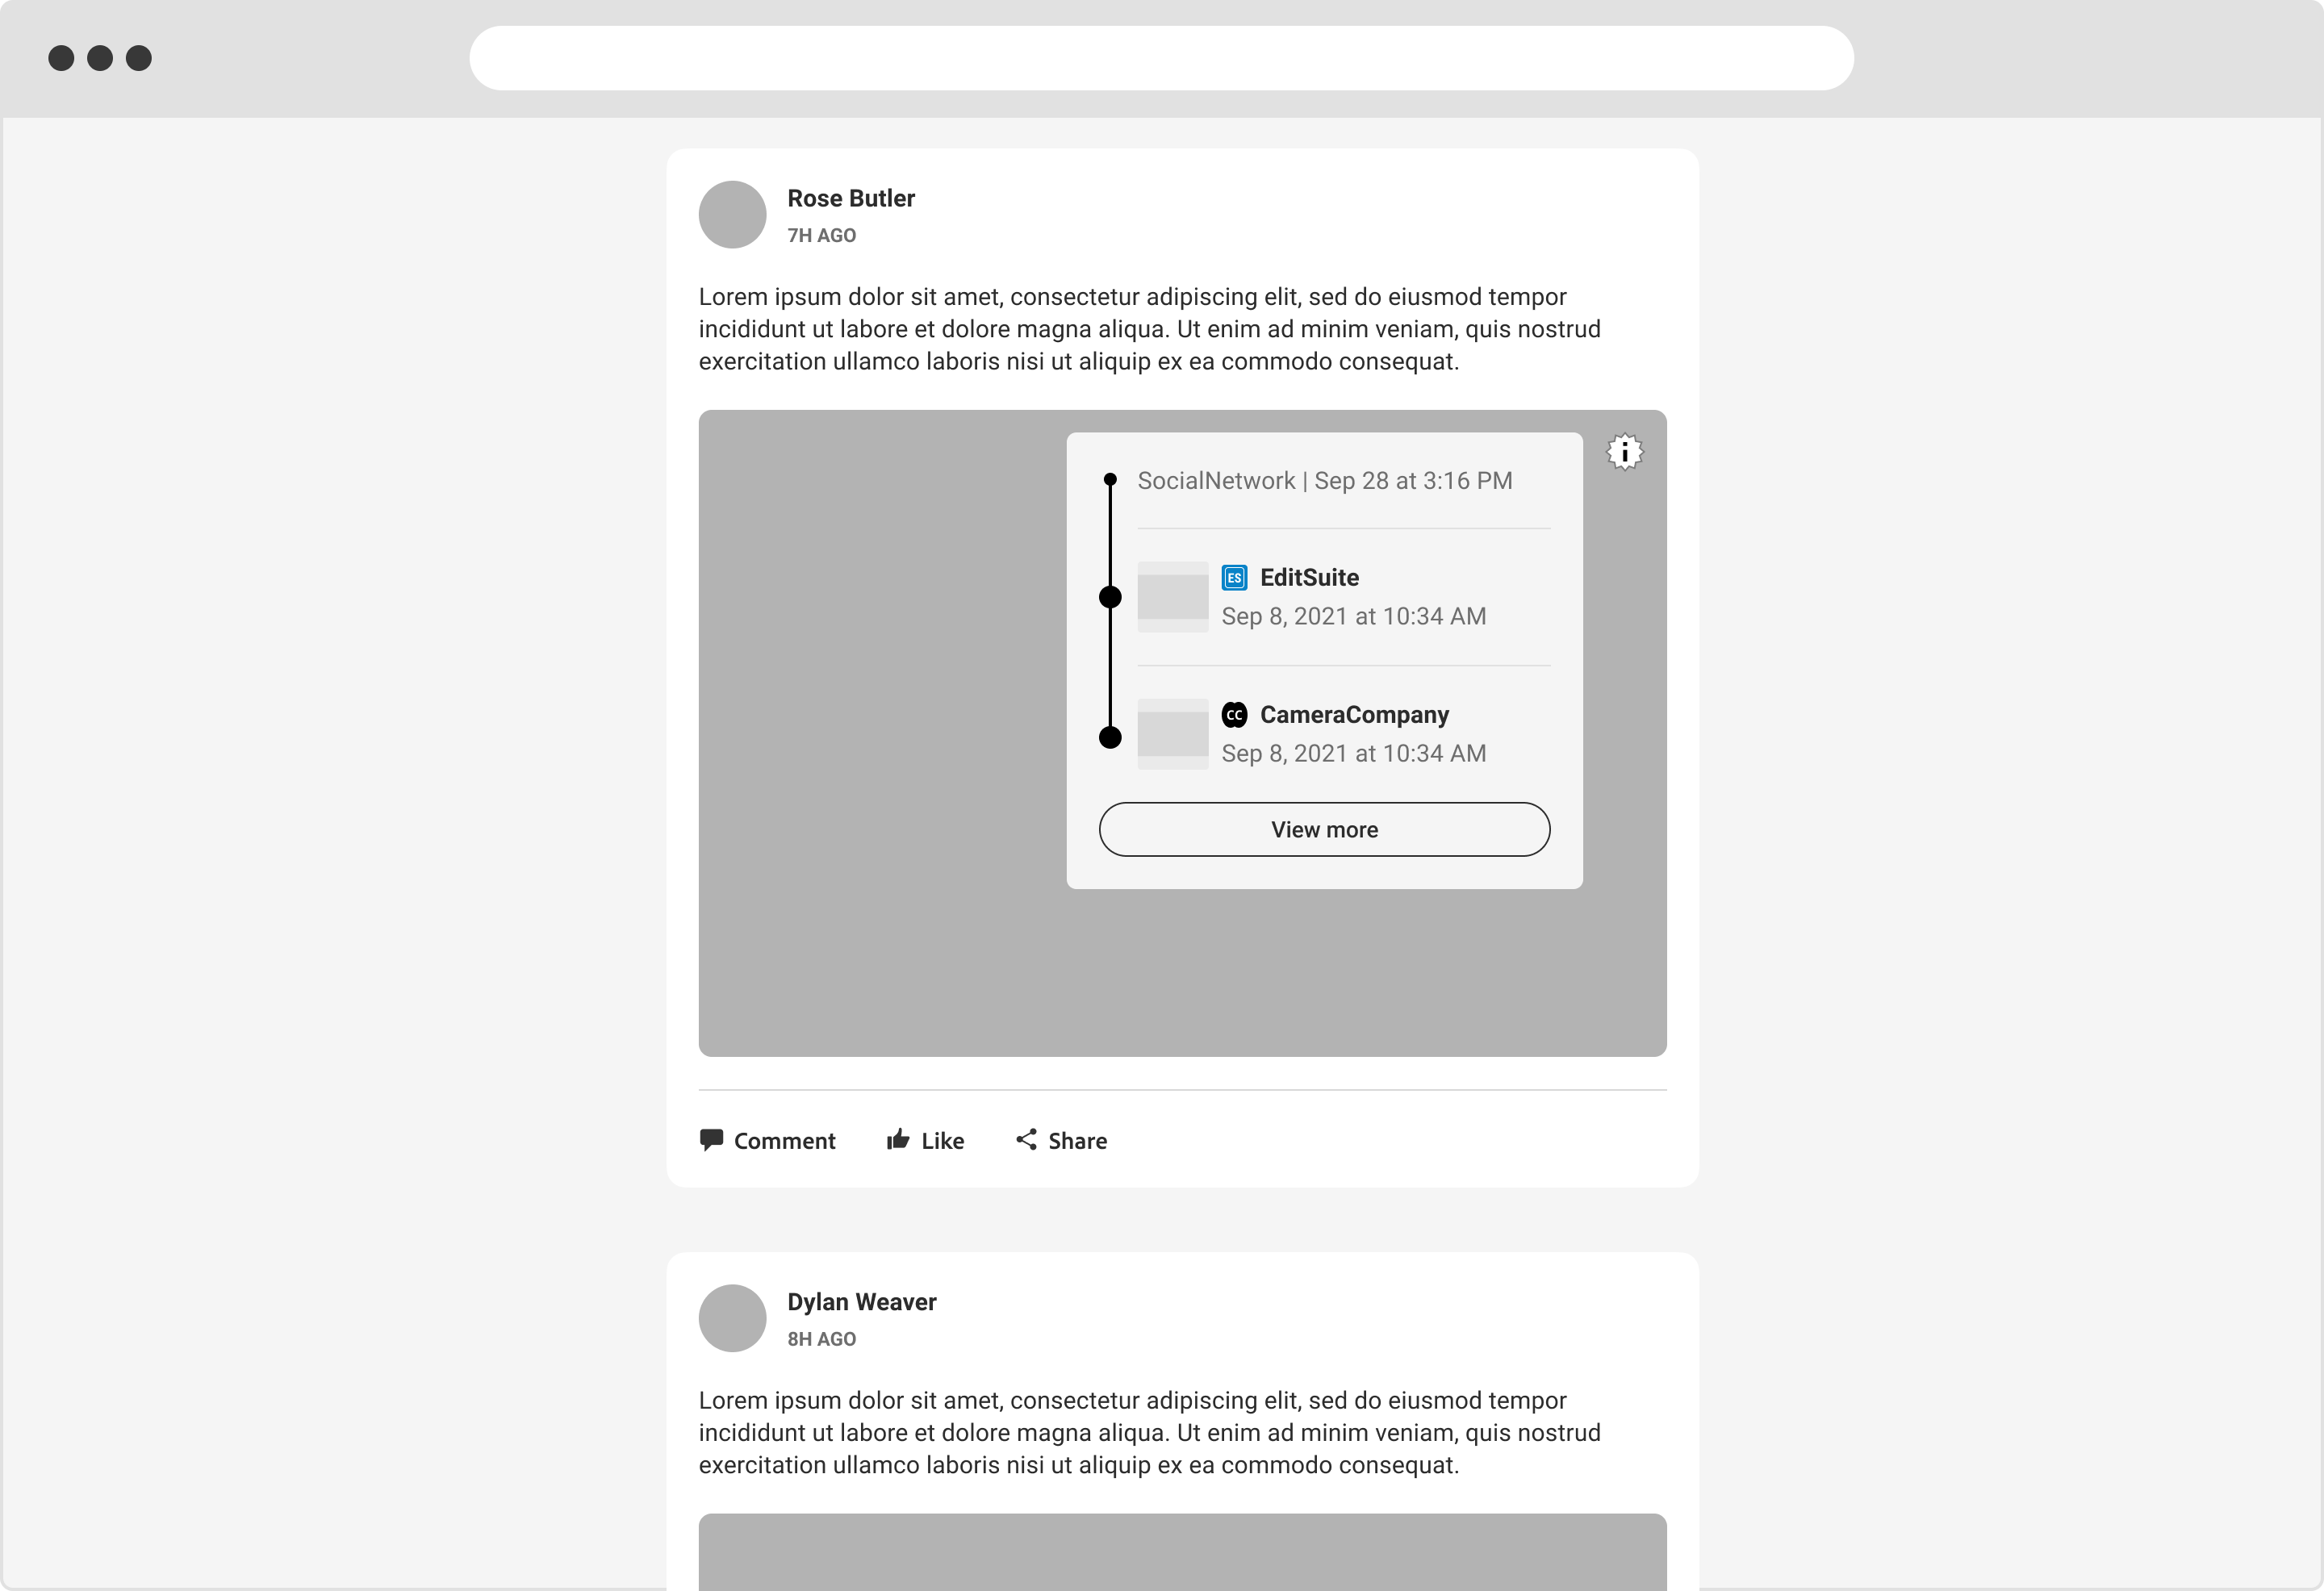 Rose Butler
7H AGO
Lorem ipsum dolor sit amet, consectetur adipiscing elit, sed do eiusmod tempor
incididunt ut labore et dolore magna aliqua. Ut enim ad minim veniam, quis nostrud
exercitation ullamco laboris nisi ut aliquip ex ea commodo consequat.
i
SocialNetwork | Sep 28 at 3:16 PM
ES EditSuite
Sep 8, 2021 at 10:34 AM
CC CameraCompany
Sep 8, 2021 at 10:34 AM
View more
Comment Like Share
Dylan Weaver
8H AGO
Lorem ipsum dolor sit amet, consectetur adipiscing elit, sed do eiusmod tempor
incididunt ut labore et dolore magna aliqua. Ut enim ad minim veniam, quis nostrud
exercitation ullamco laboris nisi ut aliquip ex ea commodo consequat.